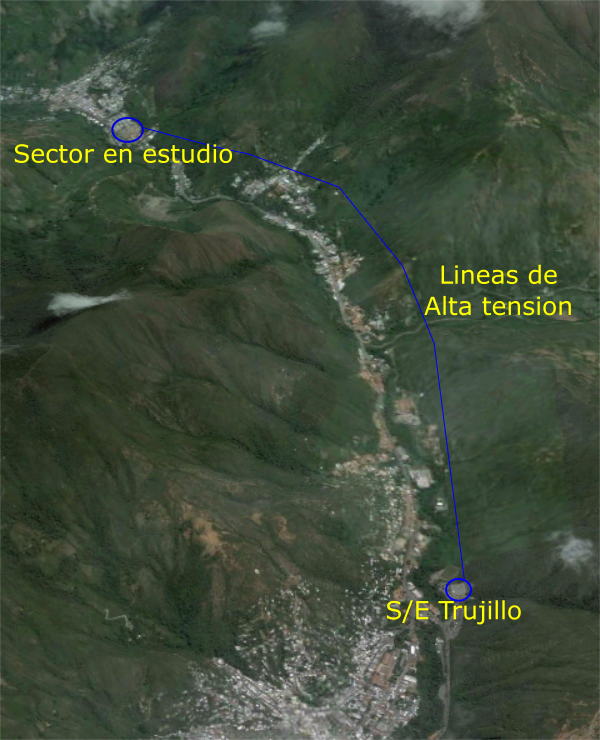 Sector en estudio
Lineas de
Alta tension
S/E Trujillo